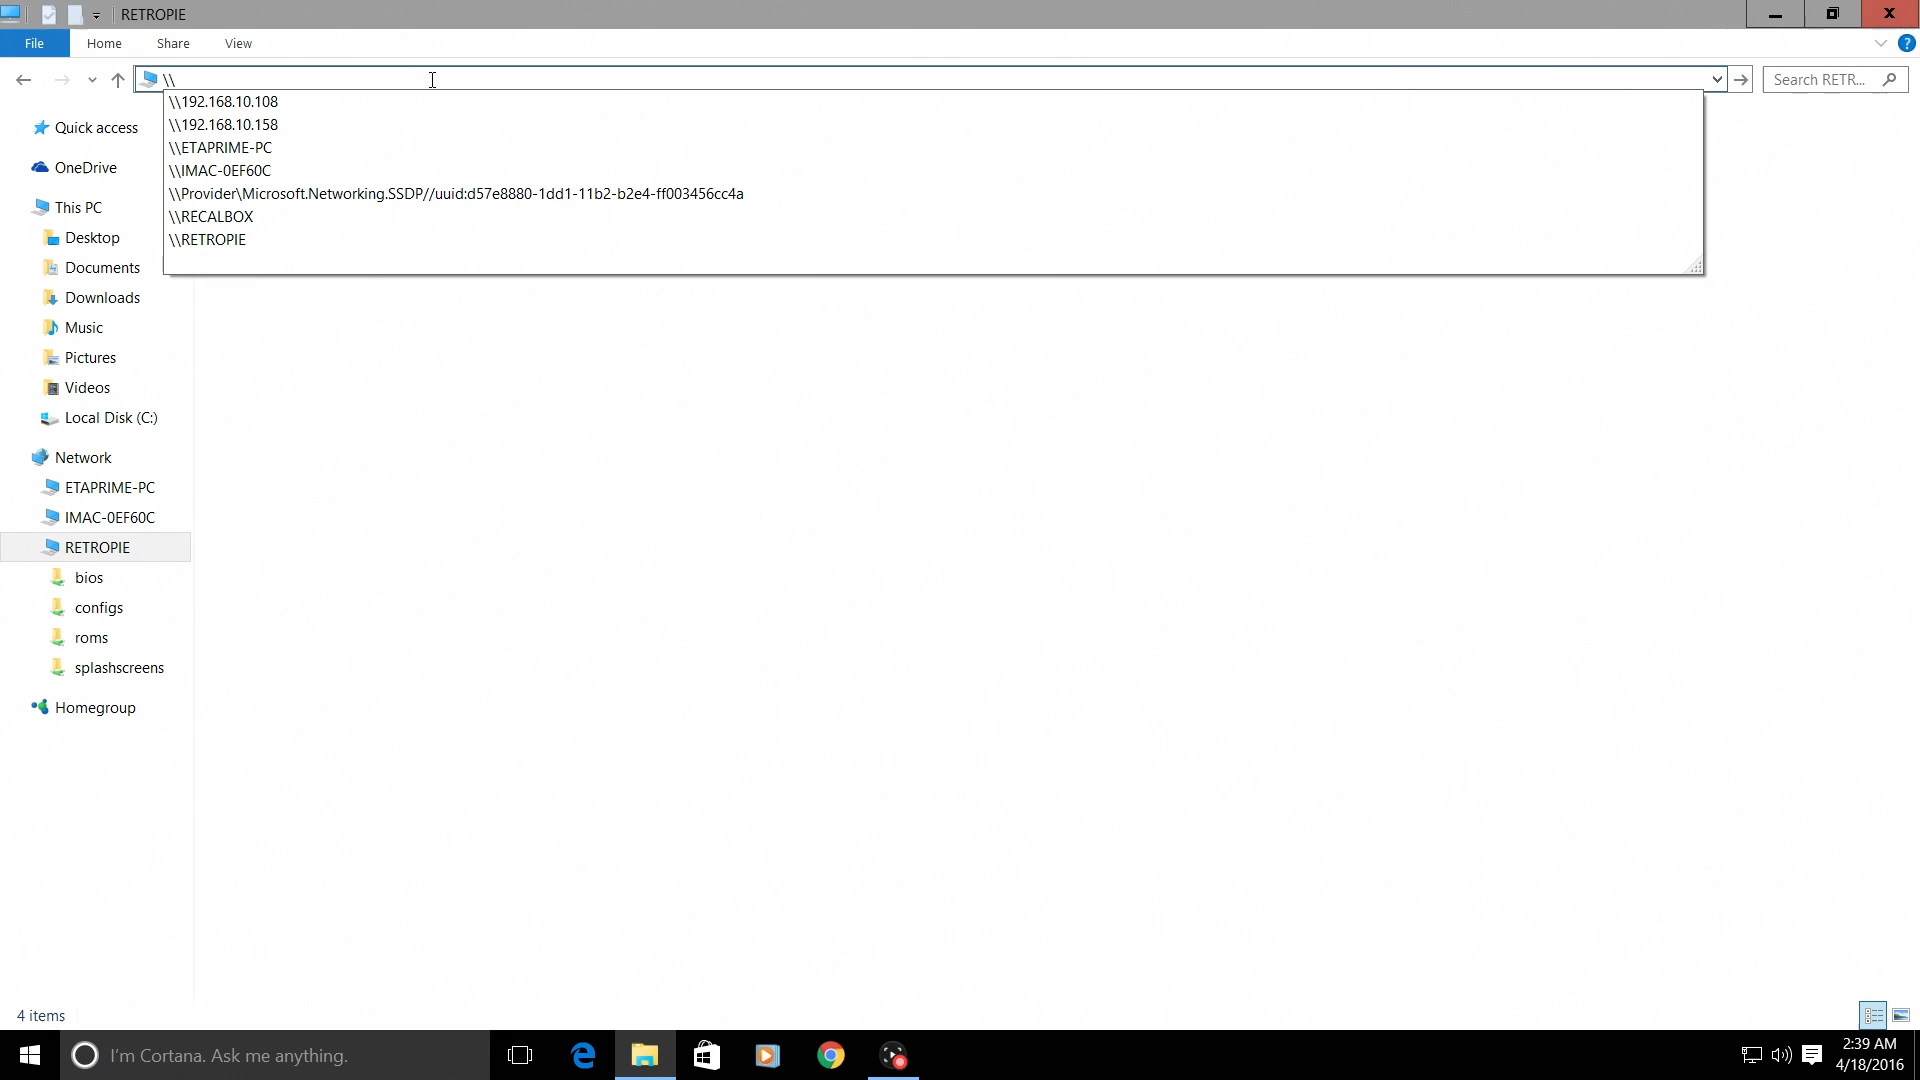 RETROPIE
File Home Share View
\\
Search RETR...
\\192.168.10.108
\\192.168.10.158
\\ETAPRIME-PC
\\IMAC-0EF60C
\\Provider\Microsoft.Networking.SSDP//uuid:d57e8880-1dd1-11b2-b2e4-ff003456cc4a
\\RECALBOX
\\RETROPIE
Quick access
OneDrive
This PC
Desktop
Documents
Downloads
Music
Pictures
Videos
Local Disk (C:)
Network
ETAPRIME-PC
IMAC-0EF60C
RETROPIE
bios
configs
roms
splashscreens
Homegroup
4 items
I'm Cortana. Ask me anything.
2:39 AM
4/18/2016